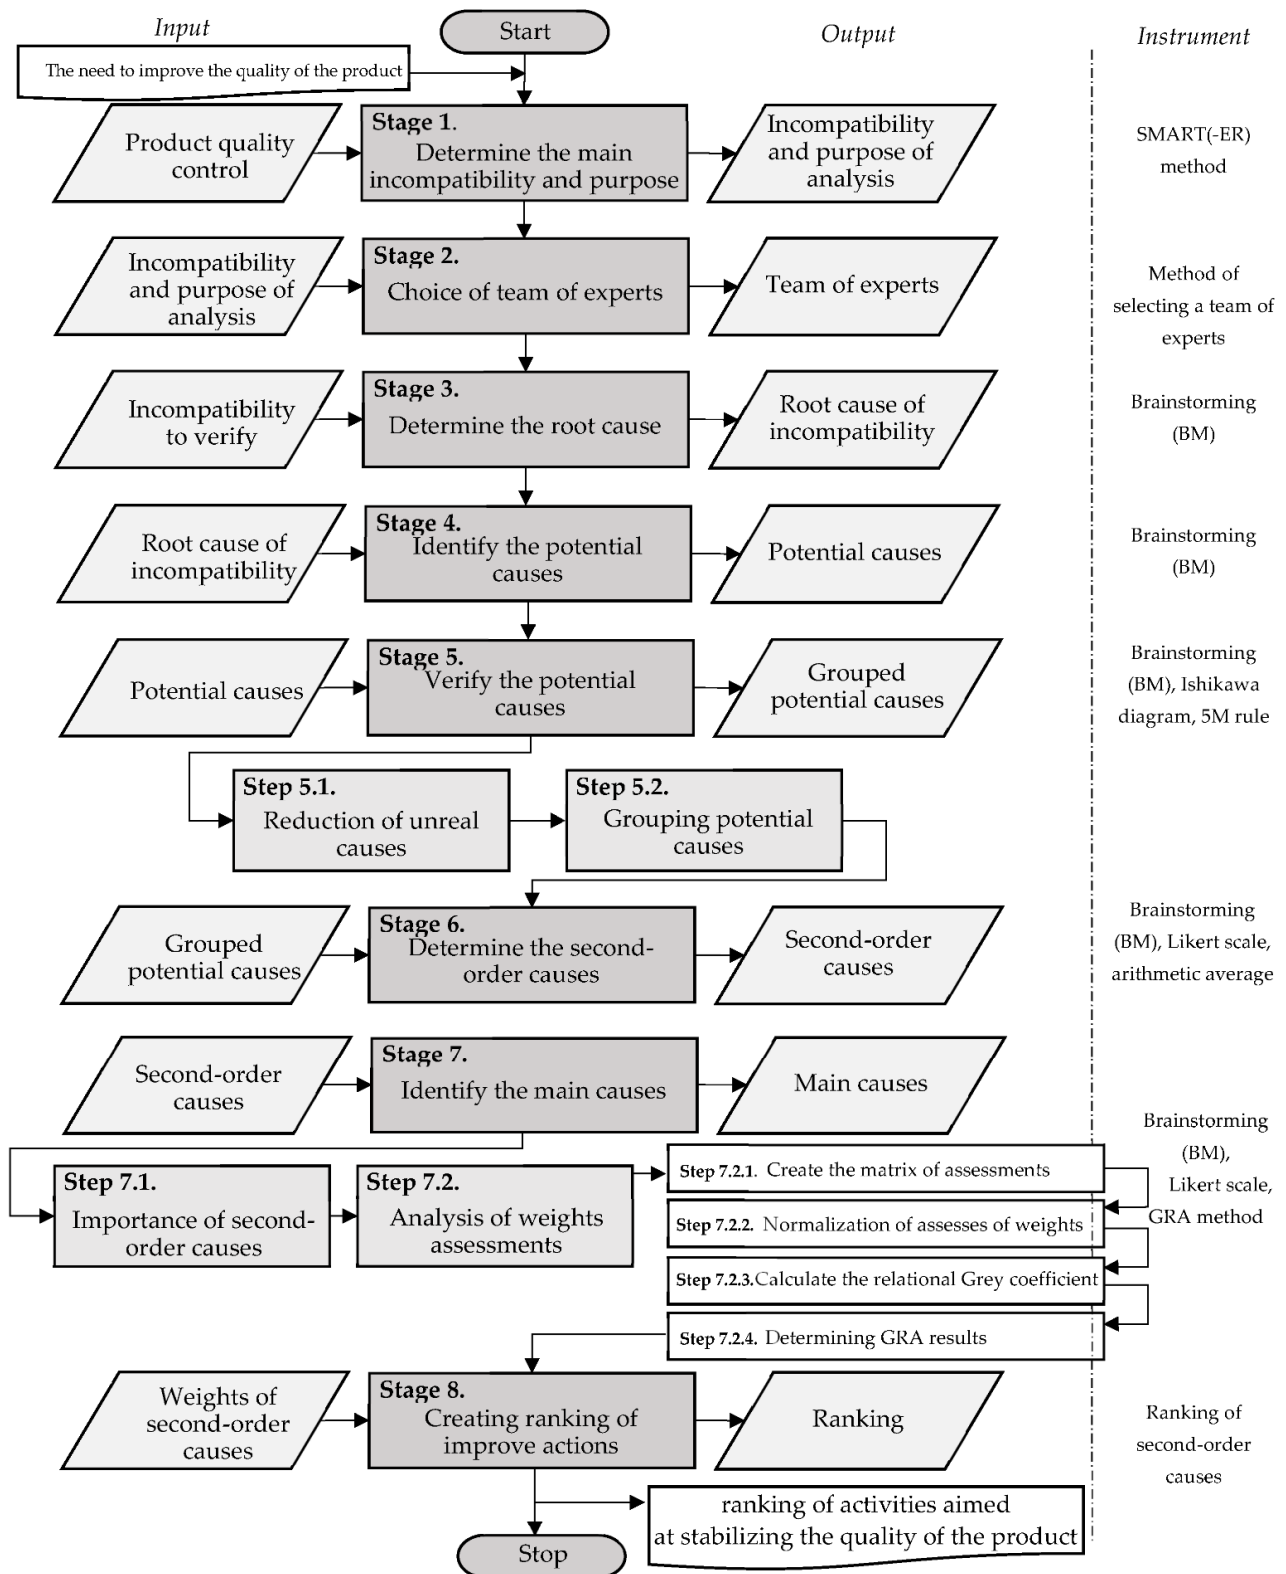 Input
Start
Output
Instrument
The need to improve the quality of the product
Product quality
control
Stage 1.
Determine the main
incompatibility and purpose
Incompatibility
and purpose of
analysis
SMART(-ER)
method
Incompatibility
and purpose of
analysis
Stage 2.
Choice of team of experts
Team of experts
Method of
selecting a team of
experts
Incompatibility
to verify
Stage 3.
Determine the root cause
Root cause of
incompatibility
Brainstorming
(BM)
Root cause of
incompatibility
Stage 4.
Identify the potential
causes
Potential causes
Brainstorming
(BM)
Potential causes
Stage 5.
Verify the potential
causes
Grouped
potential causes
Brainstorming
(BM), Ishikawa
diagram, 5M rule
Step 5.1.
Reduction of unreal
causes
Step 5.2.
Grouping potential
causes
Grouped
potential causes
Stage 6.
Determine the second-
order causes
Second-order
causes
Brainstorming
(BM), Likert scale,
arithmetic average
Second-order
causes
Stage 7.
Identify the main causes
Main causes
Brainstorming
(BM),
Likert scale,
GRA method
Step 7.1.
Importance of second-
order causes
Step 7.2.
Analysis of weights
assessments
Step 7.2.1. Create the matrix of assessments
Step 7.2.2. Normalization of assesses of weights
Step 7.2.3.Calculate the relational Grey coefficient
Step 7.2.4. Determining GRA results
Weights of
second-order
causes
Stage 8.
Creating ranking of
improve actions
Ranking
Ranking of
second-order
causes
ranking of activities aimed
at stabilizing the quality of the product
Stop